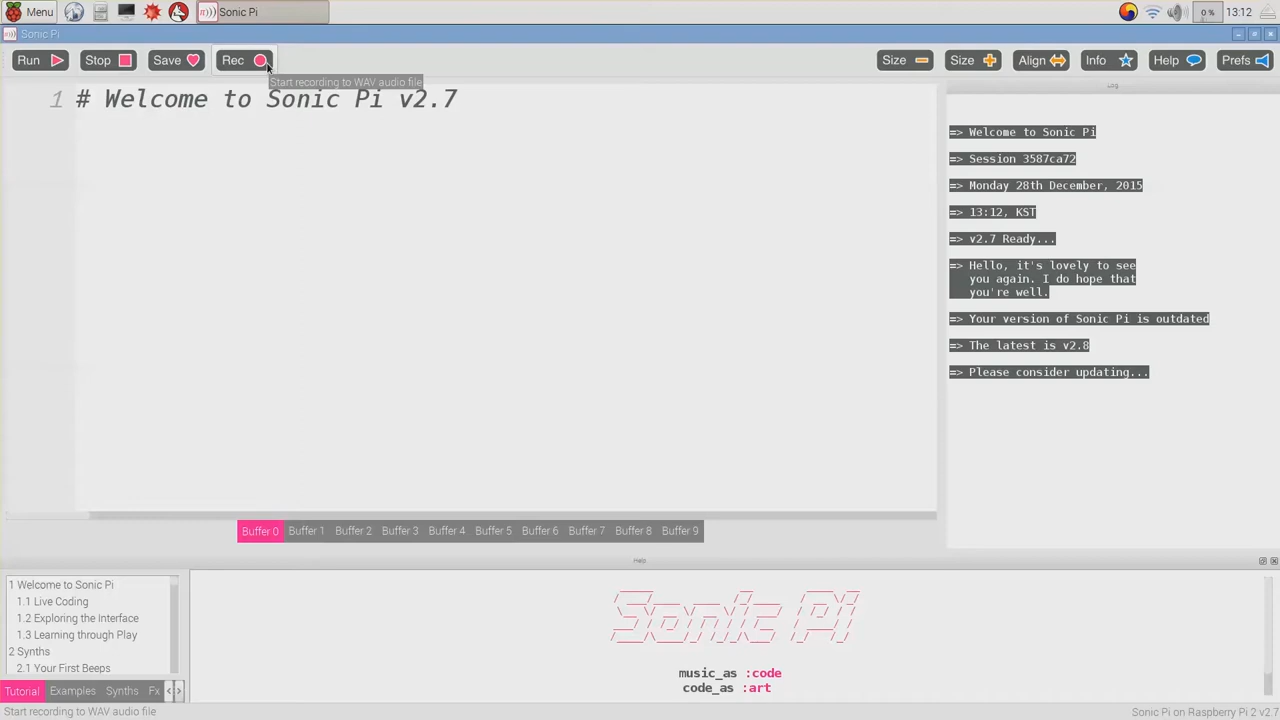 Menu
Sonic Pi
0 %
13:12
Sonic Pi
Run
Stop
Save
Rec
Size
Size
Align
Info
Help
Prefs
Start recording to WAV audio file
Log
1 # Welcome to Sonic Pi v2.7
=> Welcome to Sonic Pi
=> Session 3587ca72
=> Monday 28th December, 2015
=> 13:12, KST
=> v2.7 Ready...
=> Hello, it's lovely to see
you again. I do hope that
you're well.
=> Your version of Sonic Pi is outdated
=> The latest is v2.8
=> Please consider updating...
Buffer 0 Buffer 1 Buffer 2 Buffer 3 Buffer 4 Buffer 5 Buffer 6 Buffer 7 Buffer 8 Buffer 9
Help
1 Welcome to Sonic Pi
1.1 Live Coding
1.2 Exploring the Interface
1.3 Learning through Play
2 Synths
2.1 Your First Beeps
Tutorial Examples Synths Fx
Sonic Pi
music_as :code
code_as :art
Start recording to WAV audio file
Sonic Pi on Raspberry Pi 2 v2.7